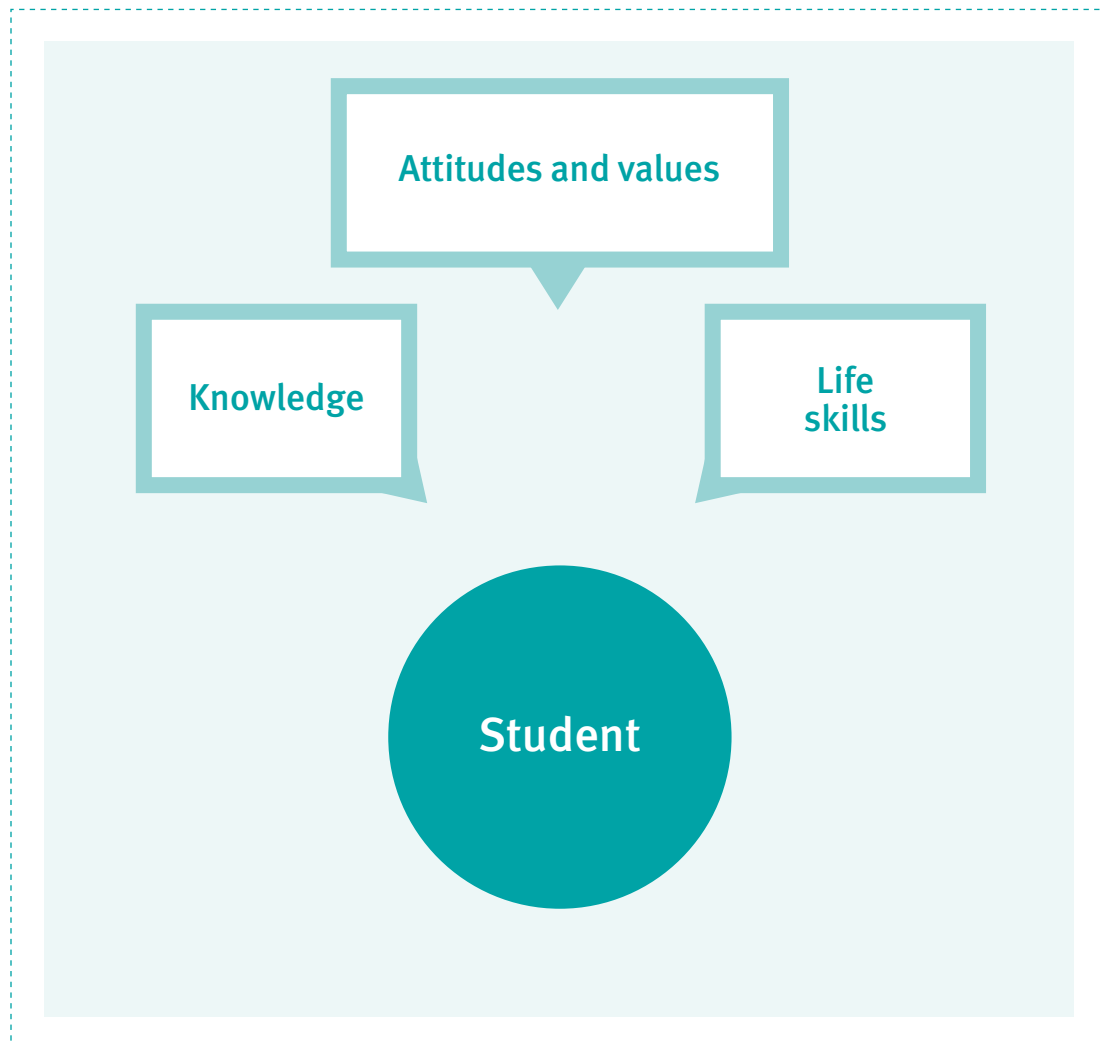 Attitudes and values
Knowledge
Life
skills
Student